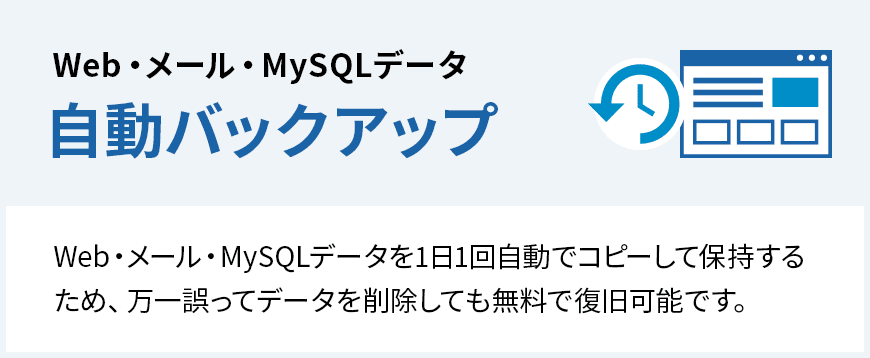 Web・メール・MySQLデータ
自動バックアップ
Web・メール・MySQLデータを1日1回自動でコピーして保持する
ため、万一誤ってデータを削除しても無料で復旧可能です。